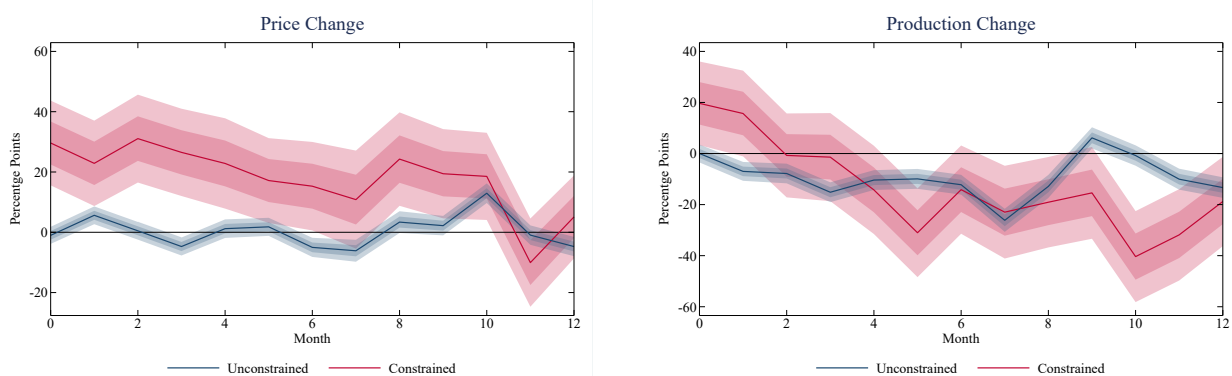 Price Change
Percentge Points
60
40
20
0
-20
0 2 4 6 8 10 12
Month
Unconstrained Constrained
Production Change
Percentge Points
40
20
0
-20
-40
-60
0 2 4 6 8 10 12
Month
Unconstrained Constrained